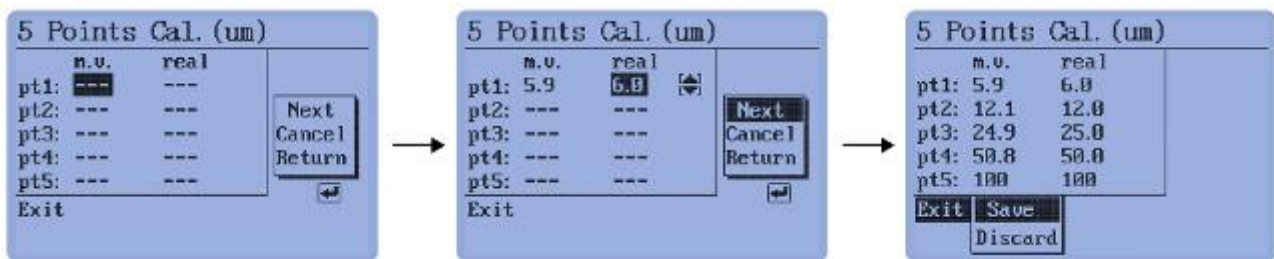 5 Points Cal.(um)
m.v. real
pt1: --- ---
pt2: --- ---
pt3: --- ---
pt4: --- ---
pt5: --- ---
Next
Cancel
Return
Exit
5 Points Cal.(um)
m.v. real
pt1: 5.9 6.0
pt2: --- ---
pt3: --- ---
pt4: --- ---
pt5: --- ---
Next
Cancel
Return
Exit
5 Points Cal.(um)
m.v. real
pt1: 5.9 6.0
pt2: 12.1 12.0
pt3: 24.9 25.0
pt4: 50.8 50.0
pt5: 100 100
Exit Save
Discard